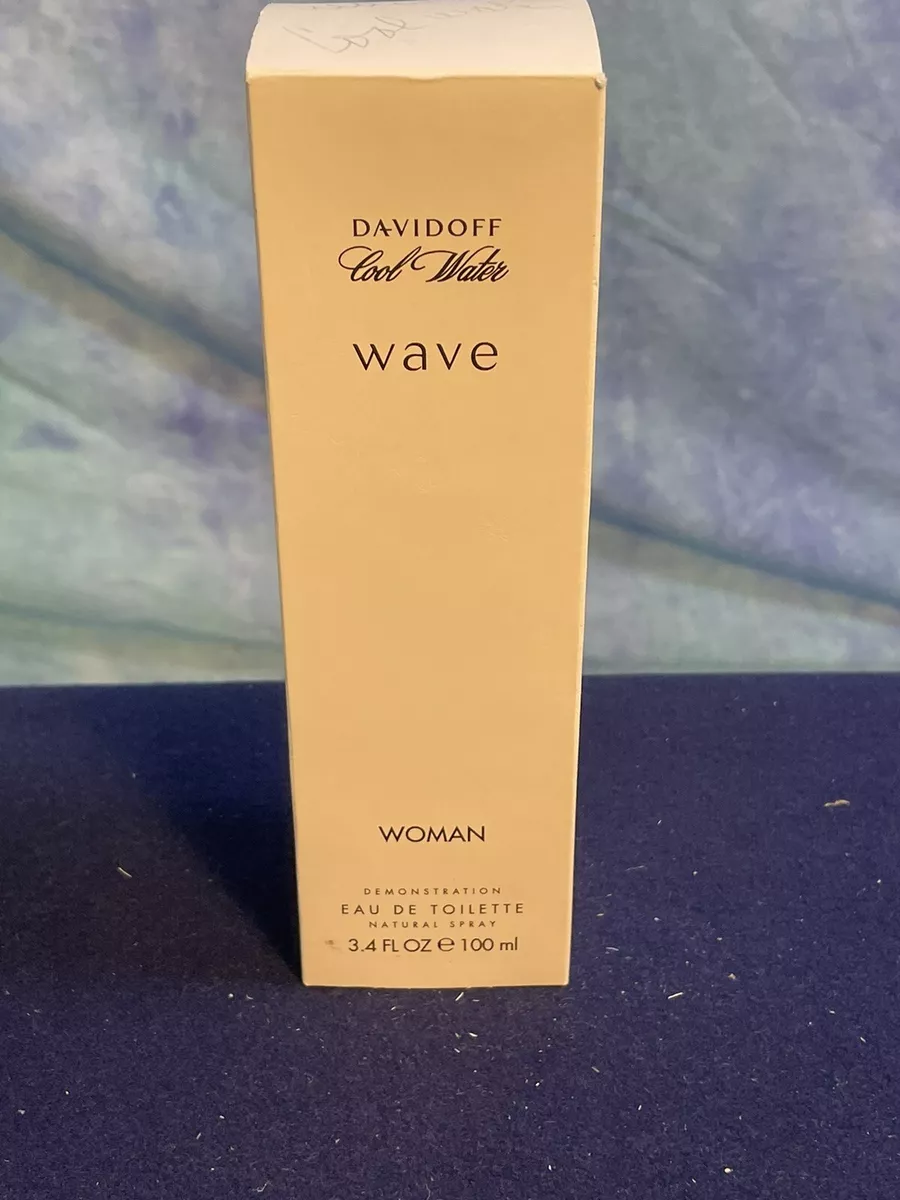 DAVIDOFF
Cool Water
wave
WOMAN
DEMONSTRATION
EAU DE TOILETTE
NATURAL SPRAY
3.4 FL OZ ℮ 100 ml